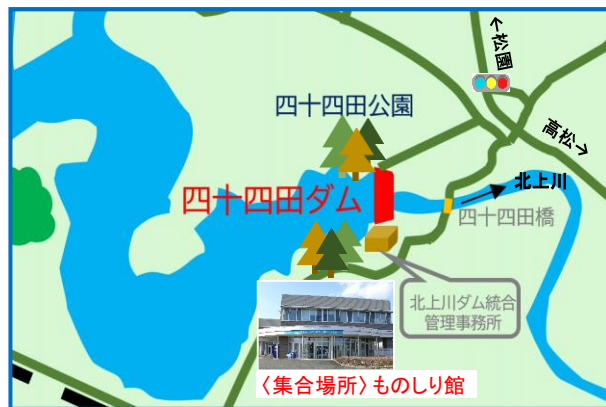 ←松園
四十四田公園
高松→
四十四田ダム
北上川
四十四田橋
北上川ダム統合
管理事務所
〈集合場所〉ものしり館